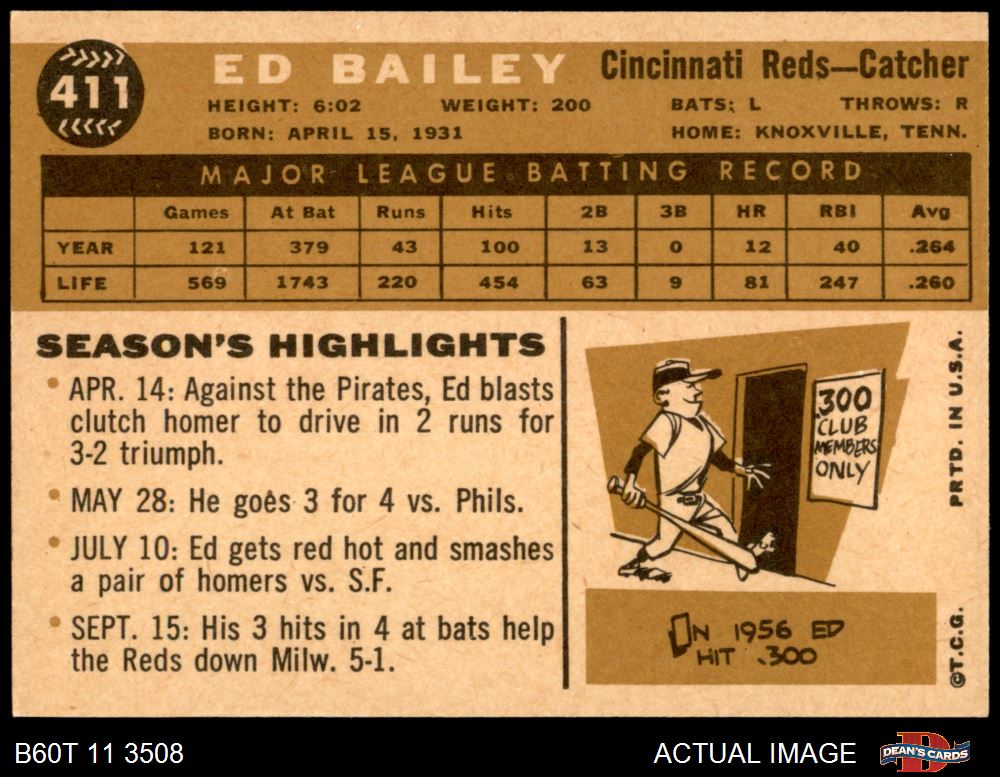 411
ED BAILEY Cincinnati Reds—Catcher
HEIGHT: 6:02 WEIGHT: 200 BATS: L THROWS: R
BORN: APRIL 15, 1931 HOME: KNOXVILLE, TENN.
MAJOR LEAGUE BATTING RECORD
Games At Bat Runs Hits 2B 3B HR RBI Avg
YEAR 121 379 43 100 13 0 12 40 .264
LIFE 569 1743 220 454 63 9 81 247 .260
SEASON'S HIGHLIGHTS
• APR. 14: Against the Pirates, Ed blasts
clutch homer to drive in 2 runs for
3-2 triumph.
• MAY 28: He goes 3 for 4 vs. Phils.
• JULY 10: Ed gets red hot and smashes
a pair of homers vs. S.F.
• SEPT. 15: His 3 hits in 4 at bats help
the Reds down Milw. 5-1.
300
CLUB
MEMBERS
ONLY
ON 1956 ED
HIT .300
PRTD. IN U.S.A.
©T.C.G.
B60T 11 3508
ACTUAL IMAGE
DEAN'S CARDS